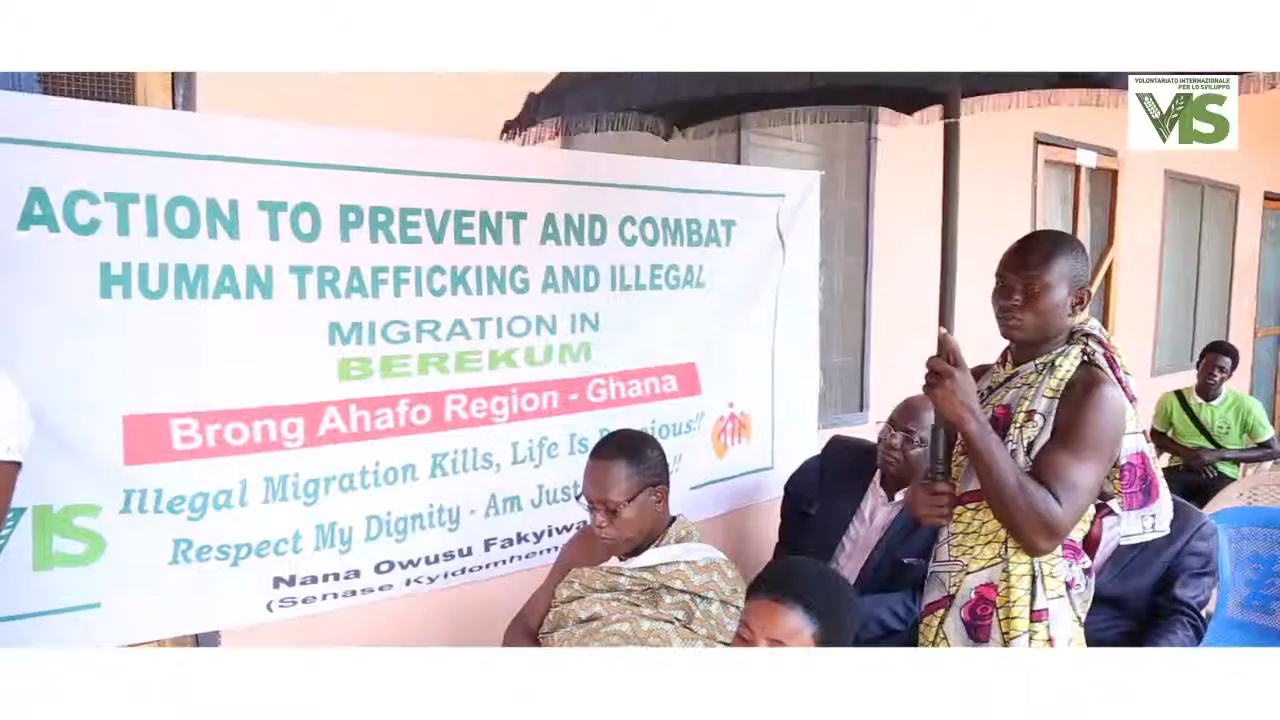 VOLONTARIATO INTERNAZIONALE
PER LO SVILUPPO
VIS
ACTION TO PREVENT AND COMBAT
HUMAN TRAFFICKING AND ILLEGAL
MIGRATION IN
BEREKUM
Brong Ahafo Region - Ghana
Illegal Migration Kills, Life Is
Respect My Dignity - Am Just
Nana Owusu Fakyiwa
(Senase
VIS